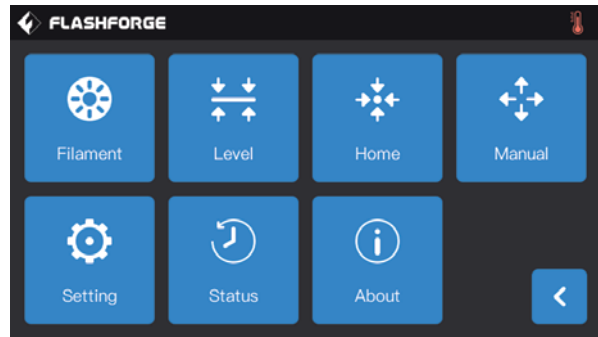 FLASHFORGE
Filament
Level
Home
Manual
Setting
Status
About